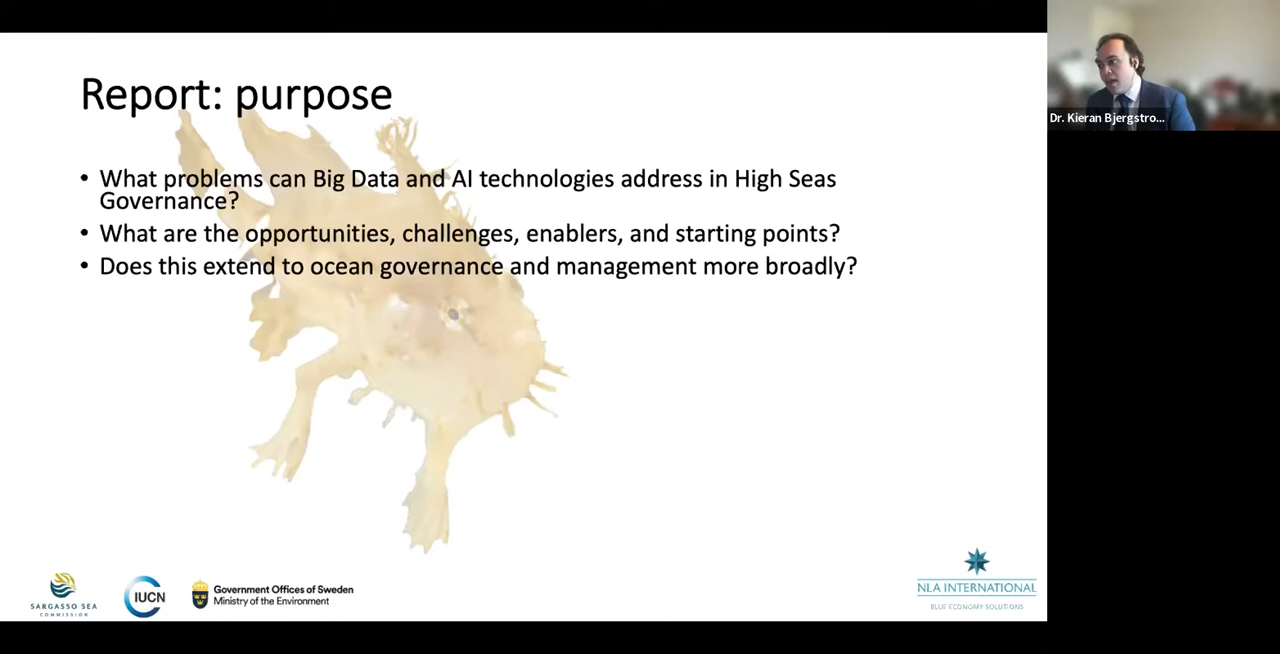 Report: purpose
Dr. Kieran Bjergstro...
• What problems can Big Data and AI technologies address in High Seas
Governance?
• What are the opportunities, challenges, enablers, and starting points?
• Does this extend to ocean governance and management more broadly?
SARGASSO SEA
COMMISSION
IUCN
Government Offices of Sweden
Ministry of the Environment
NLA INTERNATIONAL
BLUE ECONOMY SOLUTIONS